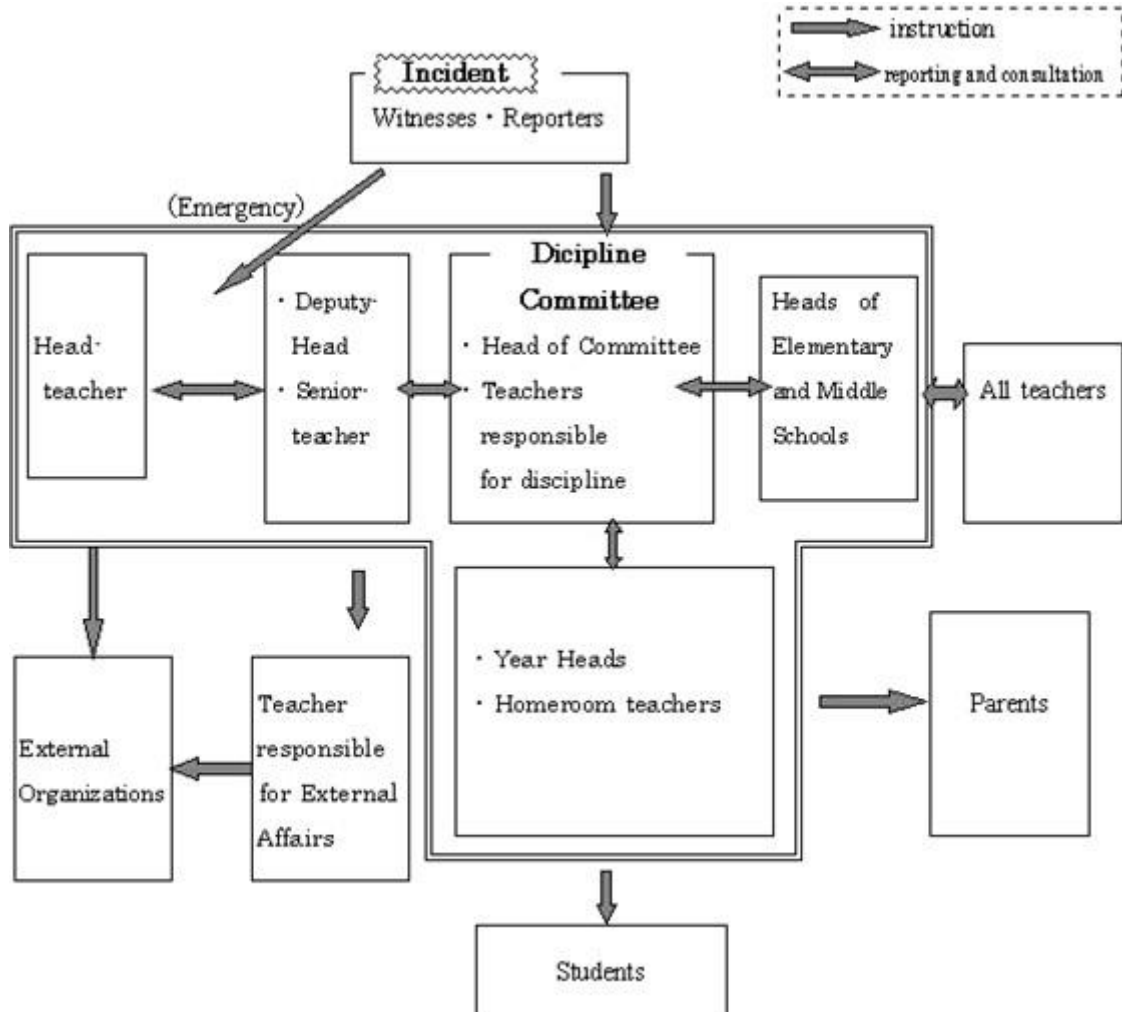 instruction
reporting and consultation
Incident
Witnesses・Reporters
(Emergency)
Head-
teacher
・Deputy-
Head
・Senior-
teacher
Dicipline
Committee
・Head of Committee
・Teachers
responsible
for discipline
Heads of
Elementary
and Middle
Schools
All teachers
・Year Heads
・Homeroom teachers
External
Organizations
Teacher
responsible
for External
Affairs
Parents
Students